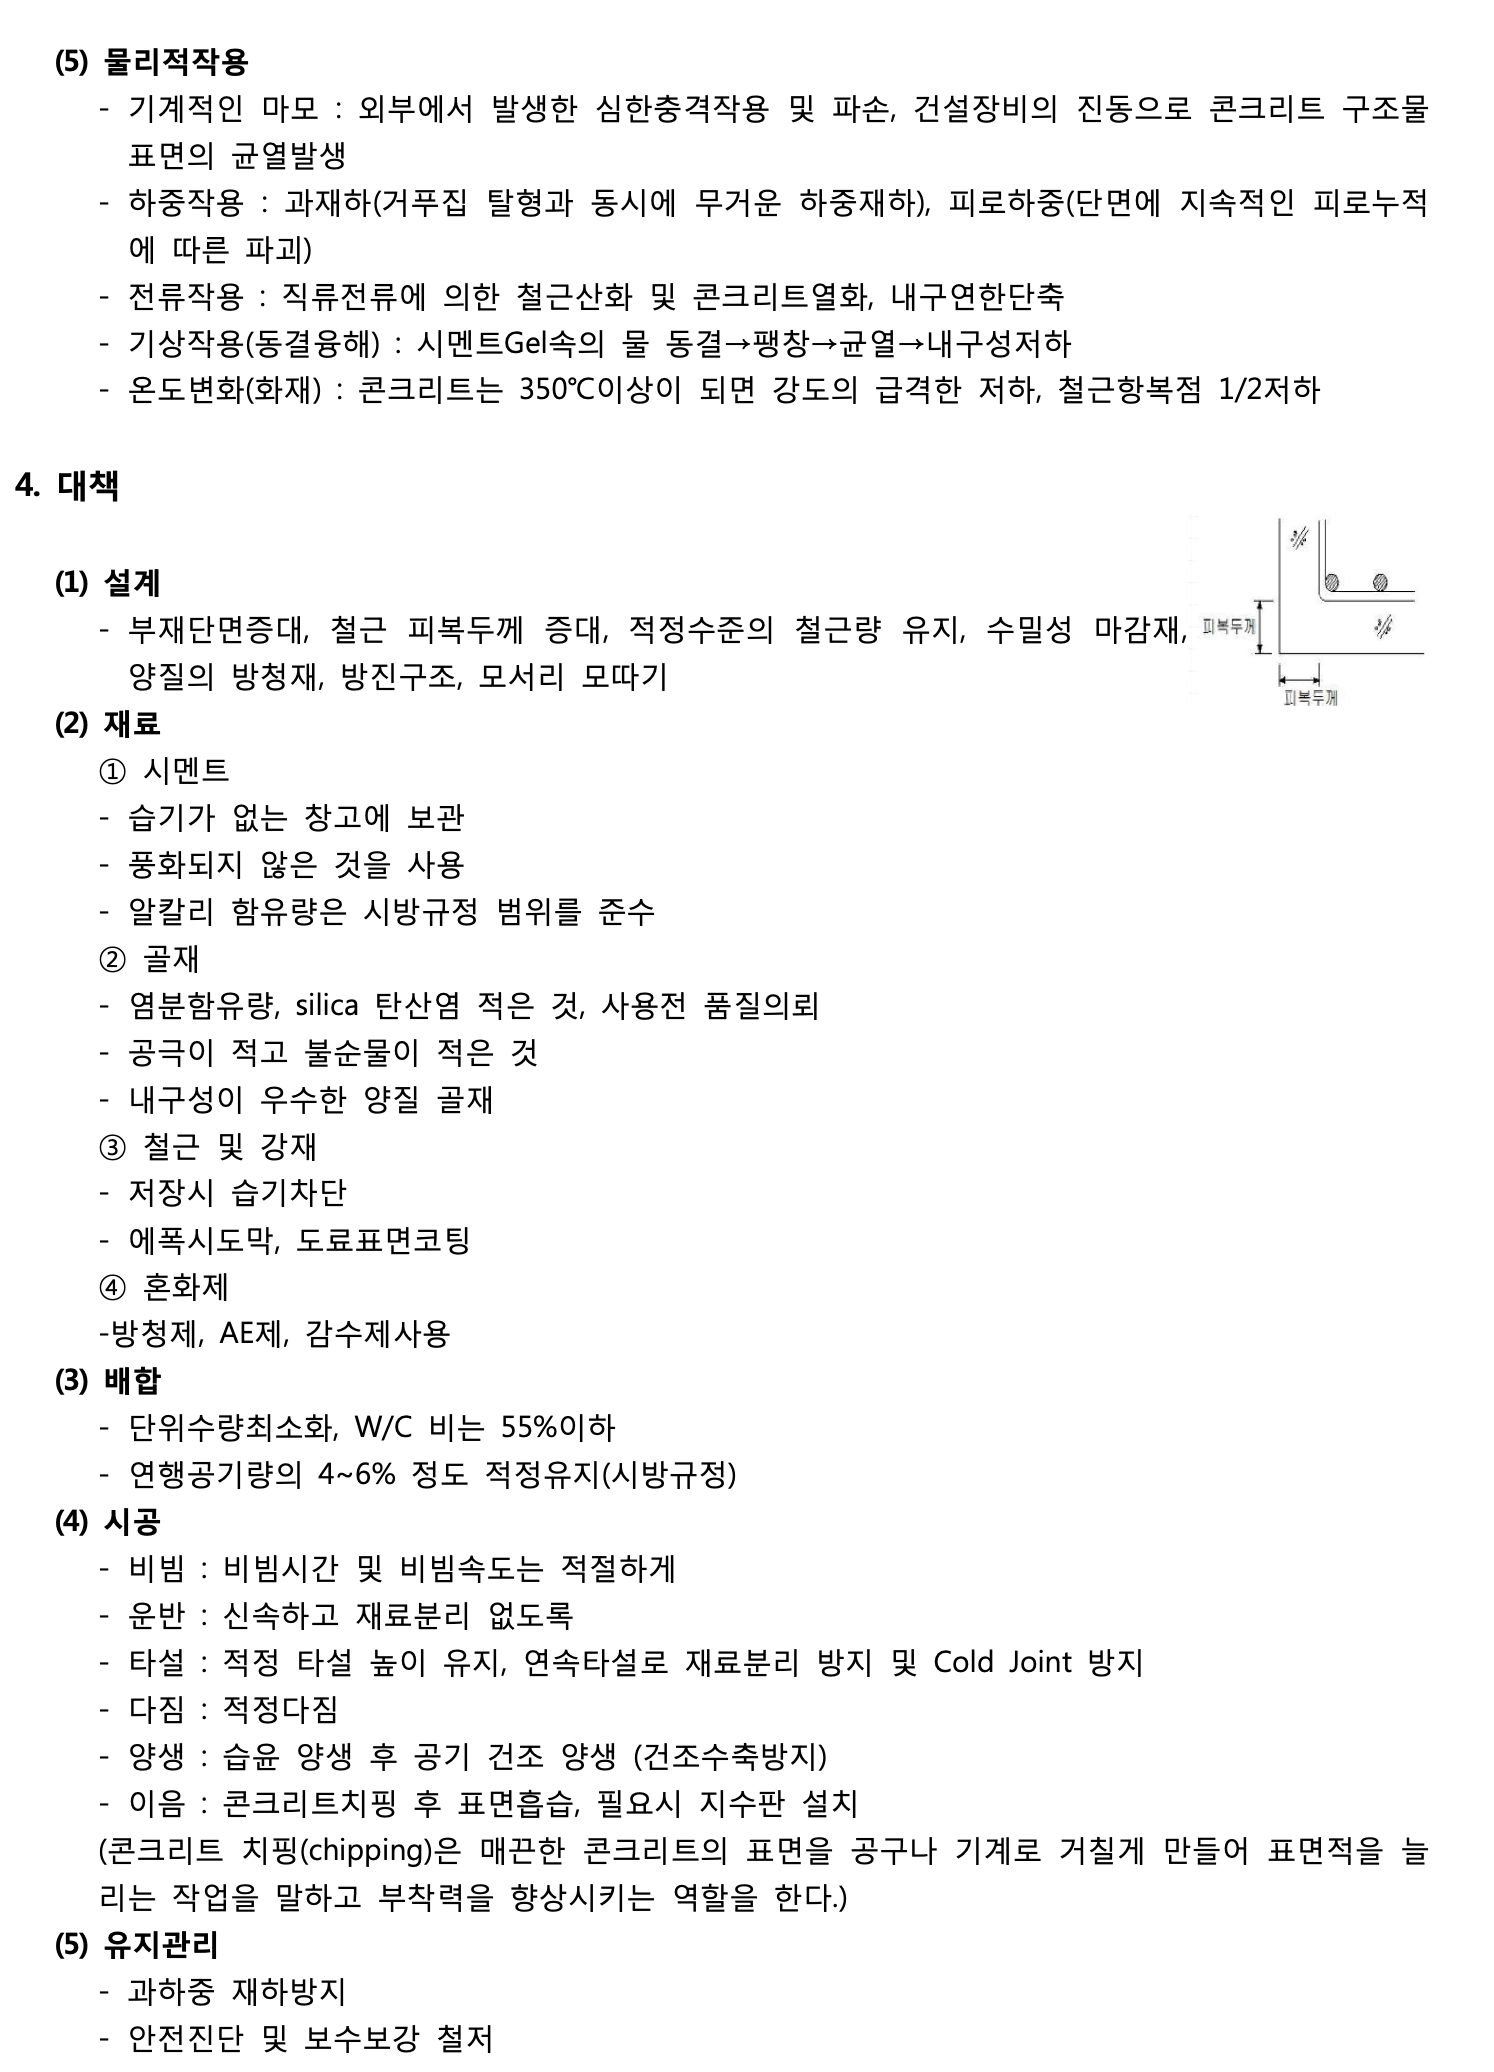 (5) 물리적작용
- 기계적인 마모 : 외부에서 발생한 심한충격작용 및 파손, 건설장비의 진동으로 콘크리트 구조물
표면의 균열발생
- 하중작용 : 과재하(거푸집 탈형과 동시에 무거운 하중재하), 피로하중(단면에 지속적인 피로누적
에 따른 파괴)
- 전류작용 : 직류전류에 의한 철근산화 및 콘크리트열화, 내구연한단축
- 기상작용(동결융해) : 시멘트Gel속의 물 동결→팽창→균열→내구성저하
- 온도변화(화재) : 콘크리트는 350℃이상이 되면 강도의 급격한 저하, 철근항복점 1/2저하
4. 대책
(1) 설계
- 부재단면증대, 철근 피복두께 증대, 적정수준의 철근량 유지, 수밀성 마감재,
양질의 방청재, 방진구조, 모서리 모따기
피복두께
피복두께
(2) 재료
① 시멘트
- 습기가 없는 창고에 보관
- 풍화되지 않은 것을 사용
- 알칼리 함유량은 시방규정 범위를 준수
② 골재
- 염분함유량, silica 탄산염 적은 것, 사용전 품질의뢰
- 공극이 적고 불순물이 적은 것
- 내구성이 우수한 양질 골재
③ 철근 및 강재
- 저장시 습기차단
- 에폭시도막, 도료표면코팅
④ 혼화제
-방청제, AE제, 감수제사용
(3) 배합
- 단위수량최소화, W/C 비는 55%이하
- 연행공기량의 4~6% 정도 적정유지(시방규정)
(4) 시공
- 비빔 : 비빔시간 및 비빔속도는 적절하게
- 운반 : 신속하고 재료분리 없도록
- 타설 : 적정 타설 높이 유지, 연속타설로 재료분리 방지 및 Cold Joint 방지
- 다짐 : 적정다짐
- 양생 : 습윤 양생 후 공기 건조 양생 (건조수축방지)
- 이음 : 콘크리트치핑 후 표면흡습, 필요시 지수판 설치
(콘크리트 치핑(chipping)은 매끈한 콘크리트의 표면을 공구나 기계로 거칠게 만들어 표면적을 늘
리는 작업을 말하고 부착력을 향상시키는 역할을 한다.)
(5) 유지관리
- 과하중 재하방지
- 안전진단 및 보수보강 철저